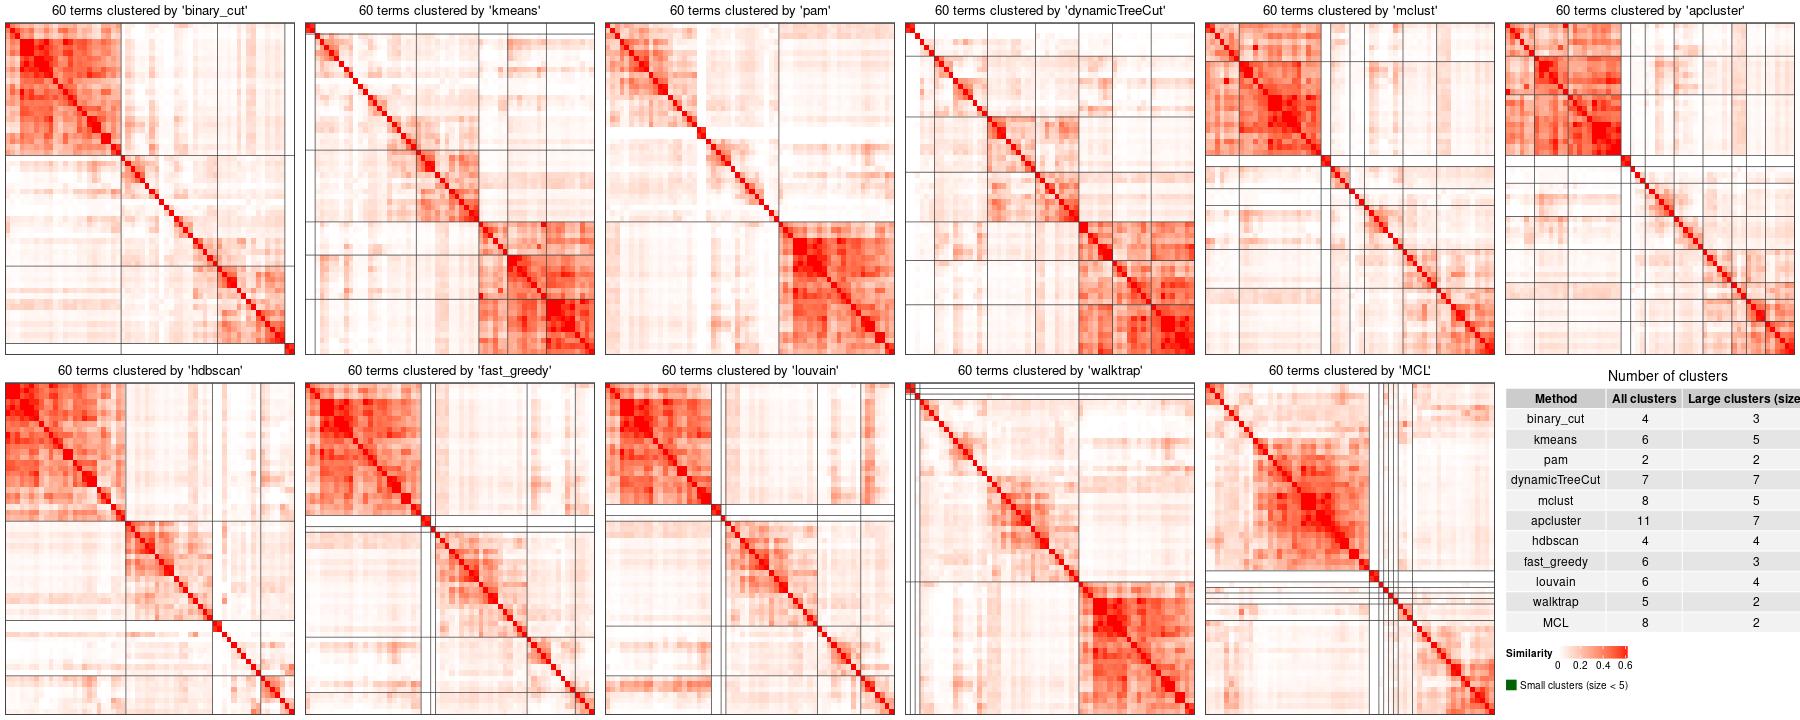 60 terms clustered by 'binary_cut'
60 terms clustered by 'kmeans'
60 terms clustered by 'pam'
60 terms clustered by 'dynamicTreeCut'
60 terms clustered by 'mclust'
60 terms clustered by 'apcluster'
60 terms clustered by 'hdbscan'
60 terms clustered by 'fast_greedy'
60 terms clustered by 'louvain'
60 terms clustered by 'walktrap'
60 terms clustered by 'MCL'
Number of clusters
Method All clusters Large clusters (size
binary_cut 4 3
kmeans 6 5
pam 2 2
dynamicTreeCut 7 7
mclust 8 5
apcluster 11 7
hdbscan 4 4
fast_greedy 6 3
louvain 6 4
walktrap 5 2
MCL 8 2
Similarity
0 0.2 0.4 0.6
Small clusters (size < 5)